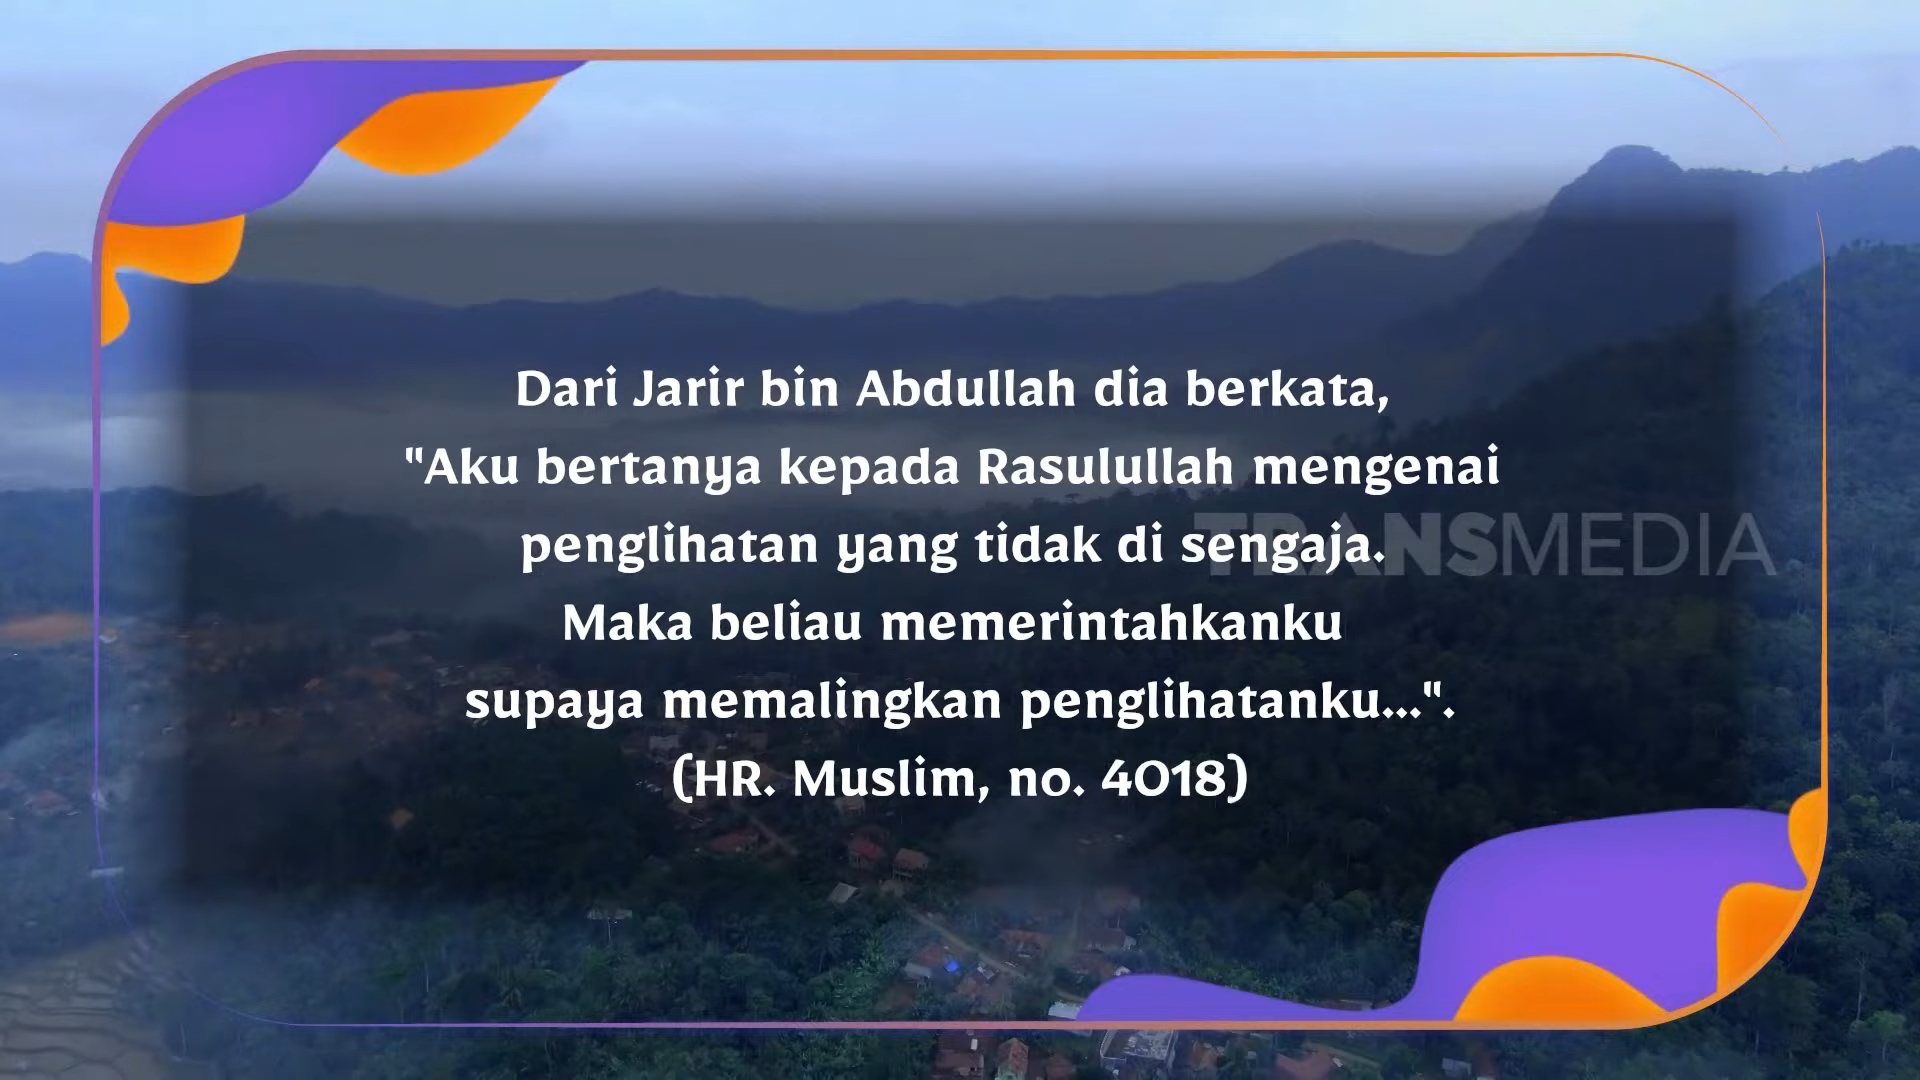 Dari Jarir bin Abdullah dia berkata,
"Aku bertanya kepada Rasulullah mengenai
penglihatan yang tidak di sengaja.
TRANSMEDIA
Maka beliau memerintahkanku
supaya memalingkan penglihatanku...".
(HR. Muslim, no. 4018)